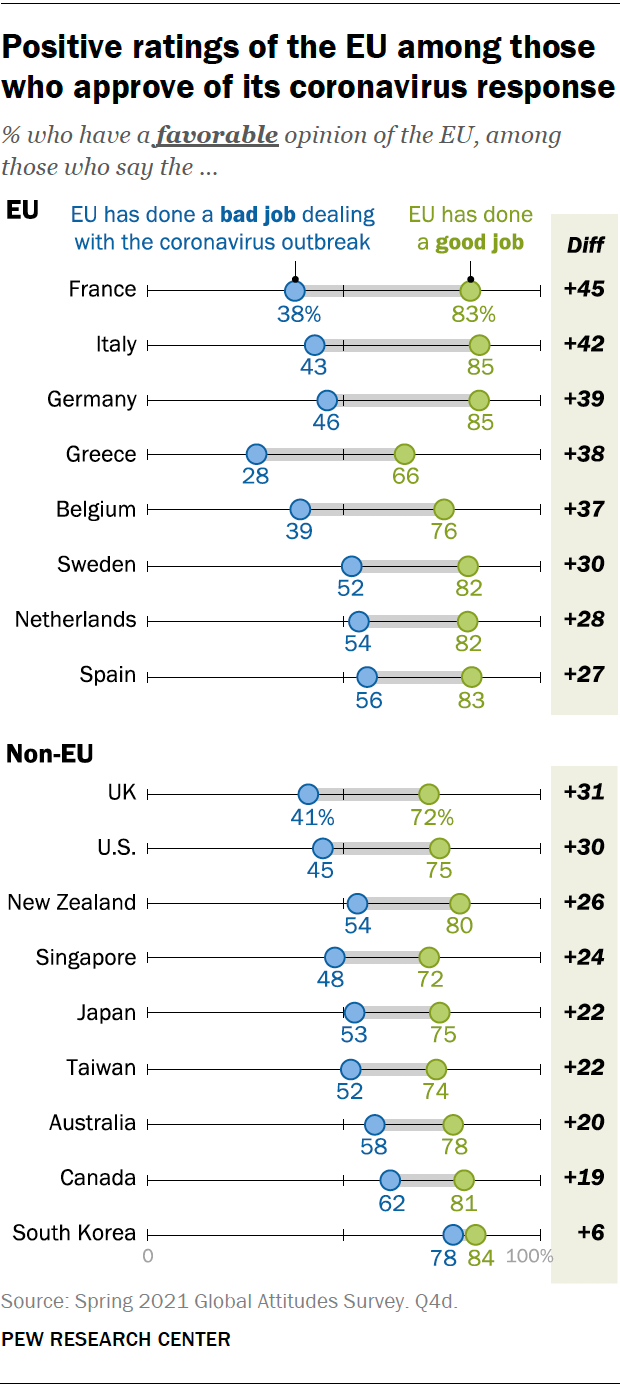 Positive ratings of the EU among those
who approve of its coronavirus response
% who have a favorable opinion of the EU, among
those who say the ...
EU
EU has done a bad job dealing
with the coronavirus outbreak
EU has done
a good job
Diff
France
38%
83%
+45
Italy
43
85
+42
Germany
46
85
+39
Greece
28
66
+38
Belgium
39
76
+37
Sweden
52
82
+30
Netherlands
54
82
+28
Spain
56
83
+27
Non-EU
UK
41%
72%
+31
U.S.
45
75
+30
New Zealand
54
80
+26
Singapore
48
72
+24
Japan
53
75
+22
Taiwan
52
74
+22
Australia
58
78
+20
Canada
62
81
+19
South Korea
78
84
+6
0
100%
Source: Spring 2021 Global Attitudes Survey. Q4d.
PEW RESEARCH CENTER